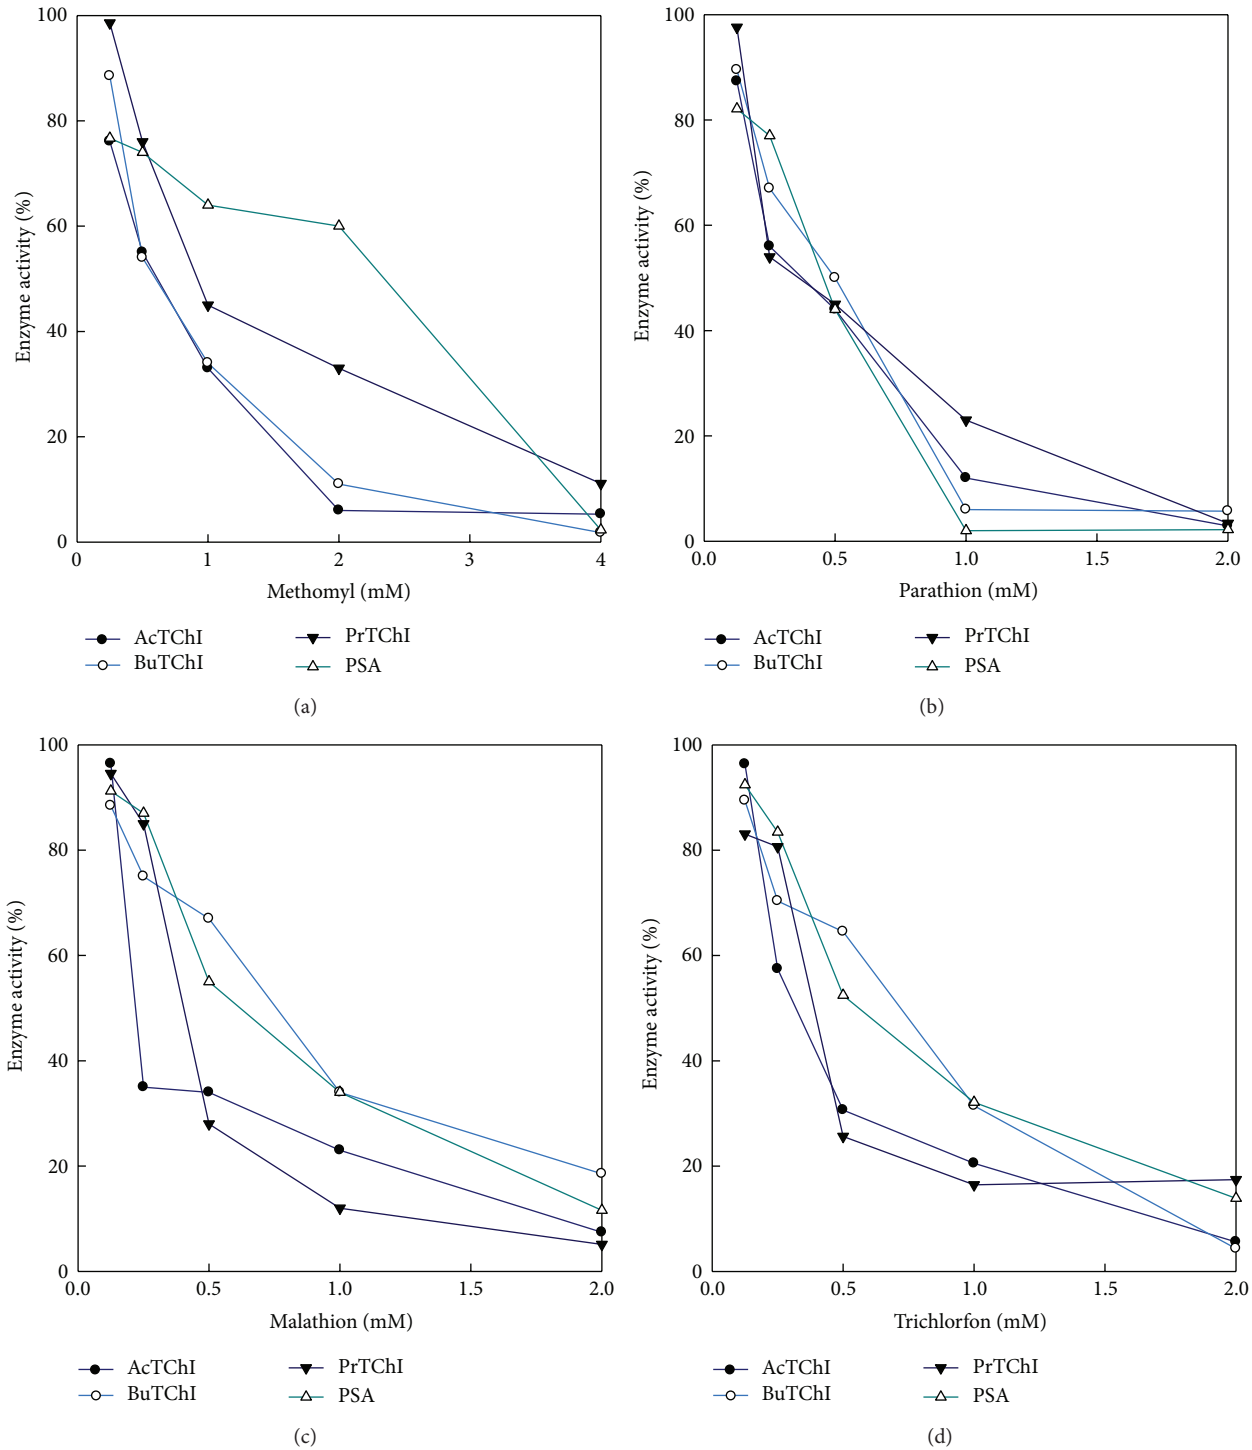 100
80
60
40
20
0
Enzyme activity (%)
0 1 2 3 4
Methomyl (mM)
AcTChI PrTChI
BuTChI PSA
(a)
100
80
60
40
20
0
Enzyme activity (%)
0.0 0.5 1.0 1.5 2.0
Parathion (mM)
AcTChI PrTChI
BuTChI PSA
(b)
100
80
60
40
20
0
Enzyme activity (%)
0.0 0.5 1.0 1.5 2.0
Malathion (mM)
AcTChI PrTChI
BuTChI PSA
(c)
100
80
60
40
20
0
Enzyme activity (%)
0.0 0.5 1.0 1.5 2.0
Trichlorfon (mM)
AcTChI PrTChI
BuTChI PSA
(d)